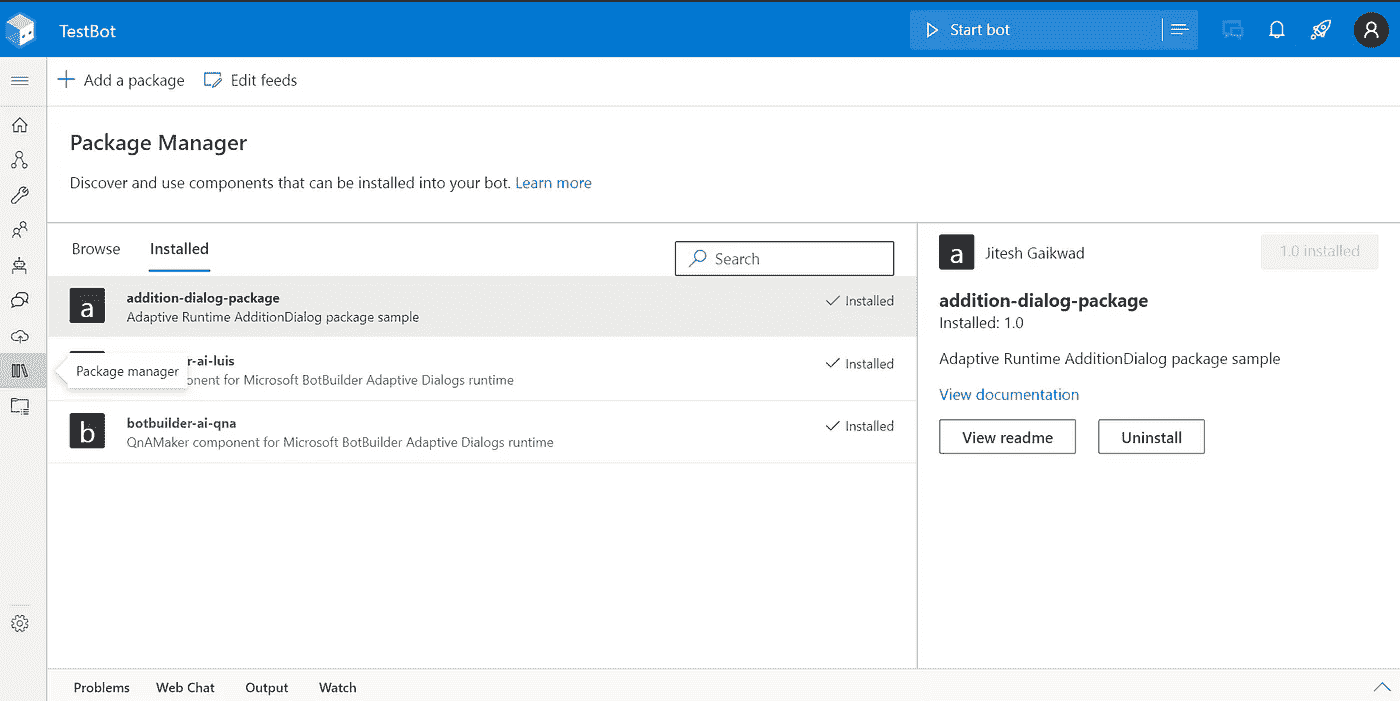 TestBot
Start bot
Add a package Edit feeds
Package Manager
Discover and use components that can be installed into your bot. Learn more
Browse Installed
Search
a
addition-dialog-package
Adaptive Runtime AdditionDialog package sample
Installed
r-ai-luis
nent for Microsoft BotBuilder Adaptive Dialogs runtime
Installed
Package manager
b
botbuilder-ai-qna
QnAMaker component for Microsoft BotBuilder Adaptive Dialogs runtime
Installed
a
Jitesh Gaikwad
1.0 installed
addition-dialog-package
Installed: 1.0
Adaptive Runtime AdditionDialog package sample
View documentation
View readme Uninstall
Problems Web Chat Output Watch